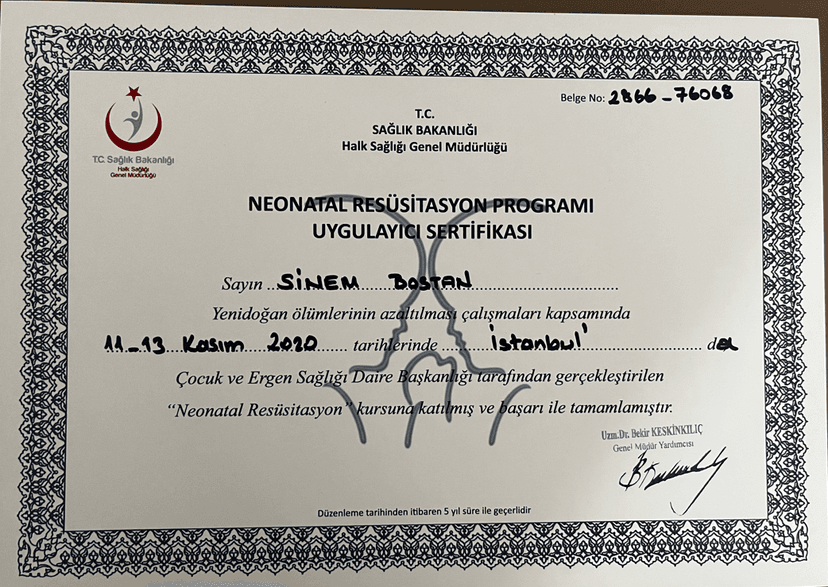 Belge No: 2866-76068
T.C.
SAĞLIK BAKANLIĞI
Halk Sağlığı Genel Müdürlüğü
T.C. Sağlık Bakanlığı
Halk Sağlığı
Genel Müdürlüğü
NEONATAL RESÜSİTASYON PROGRAMI
UYGULAYICI SERTİFİKASI
Sayın SİNEM BOSTAN
Yenidoğan ölümlerinin azaltılması çalışmaları kapsamında
11-13 Kasım 2020 tarihlerinde İstanbul' da
Çocuk ve Ergen Sağlığı Daire Başkanlığı tarafından gerçekleştirilen
“Neonatal Resüsitasyon” kursuna katılmış ve başarı ile tamamlamıştır.
Uzm.Dr. Bekir KESKİNKILIÇ
Genel Müdür Yardımcısı
Düzenleme tarihinden itibaren 5 yıl süre ile geçerlidir